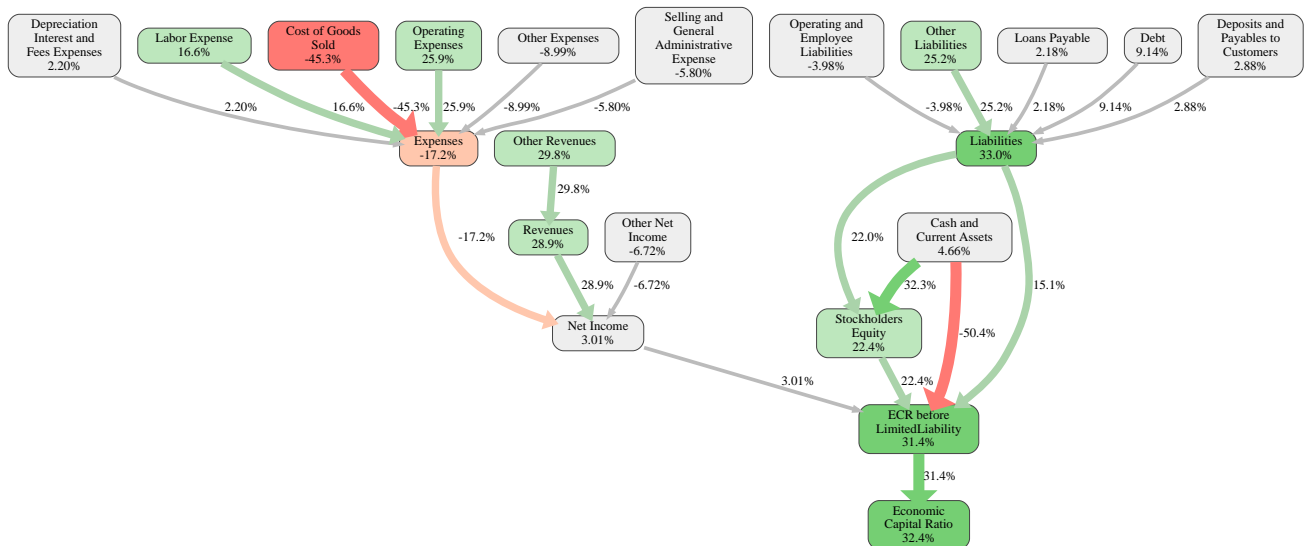 Depreciation
Interest and
Fees Expenses
2.20%
Labor Expense
16.6%
Cost of Goods
Sold
-45.3%
Operating
Expenses
25.9%
Other Expenses
-8.99%
Selling and
General
Administrative
Expense
-5.80%
Operating and
Employee
Liabilities
-3.98%
Other
Liabilities
25.2%
Loans Payable
2.18%
Debt
9.14%
Deposits and
Payables to
Customers
2.88%
2.20%
16.6%
-45.3%
25.9%
-8.99%
-5.80%
-3.98%
25.2%
2.18%
9.14%
2.88%
Expenses
-17.2%
Other Revenues
29.8%
Liabilities
33.0%
29.8%
Revenues
28.9%
Other Net
Income
-6.72%
Cash and
Current Assets
4.66%
-17.2%
22.0%
28.9%
-6.72%
32.3%
15.1%
Net Income
3.01%
Stockholders
Equity
22.4%
-50.4%
3.01%
22.4%
ECR before
LimitedLiability
31.4%
31.4%
Economic
Capital Ratio
32.4%